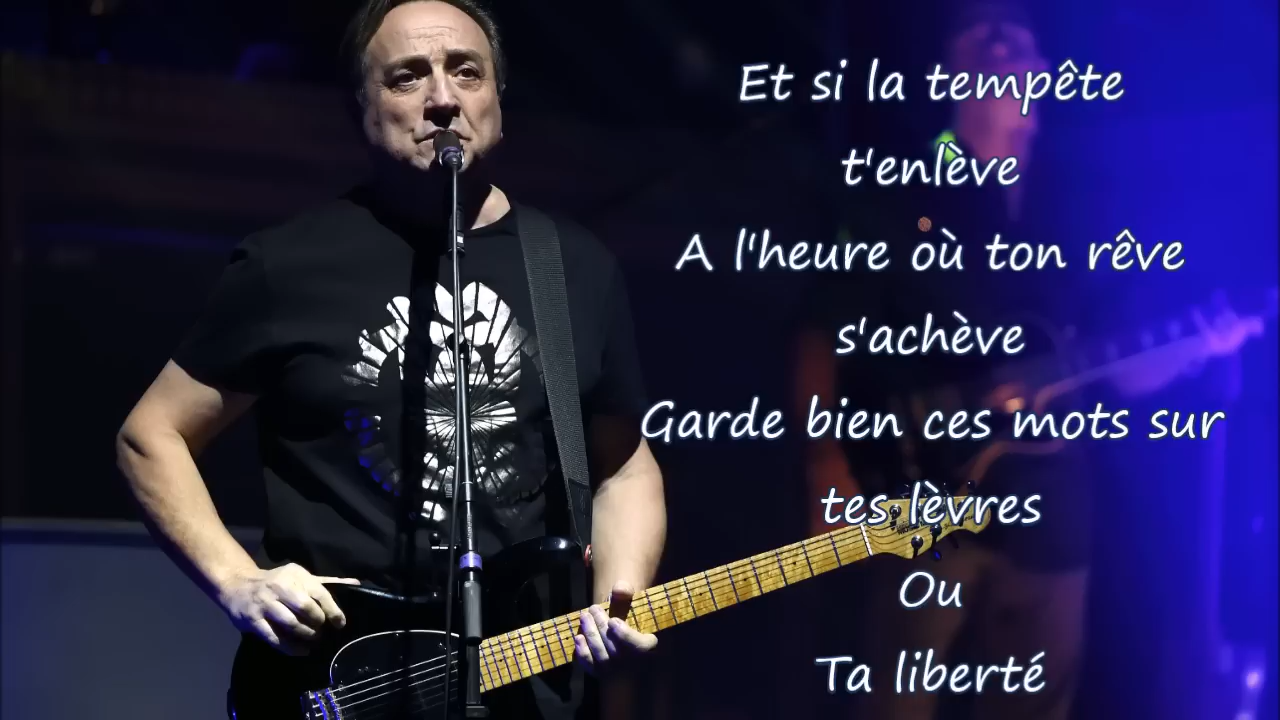 Et si la tempête
t'enlève
A l'heure où ton rêve
s'achève
Garde bien ces mots sur
tes lèvres
Ou
Ta liberté